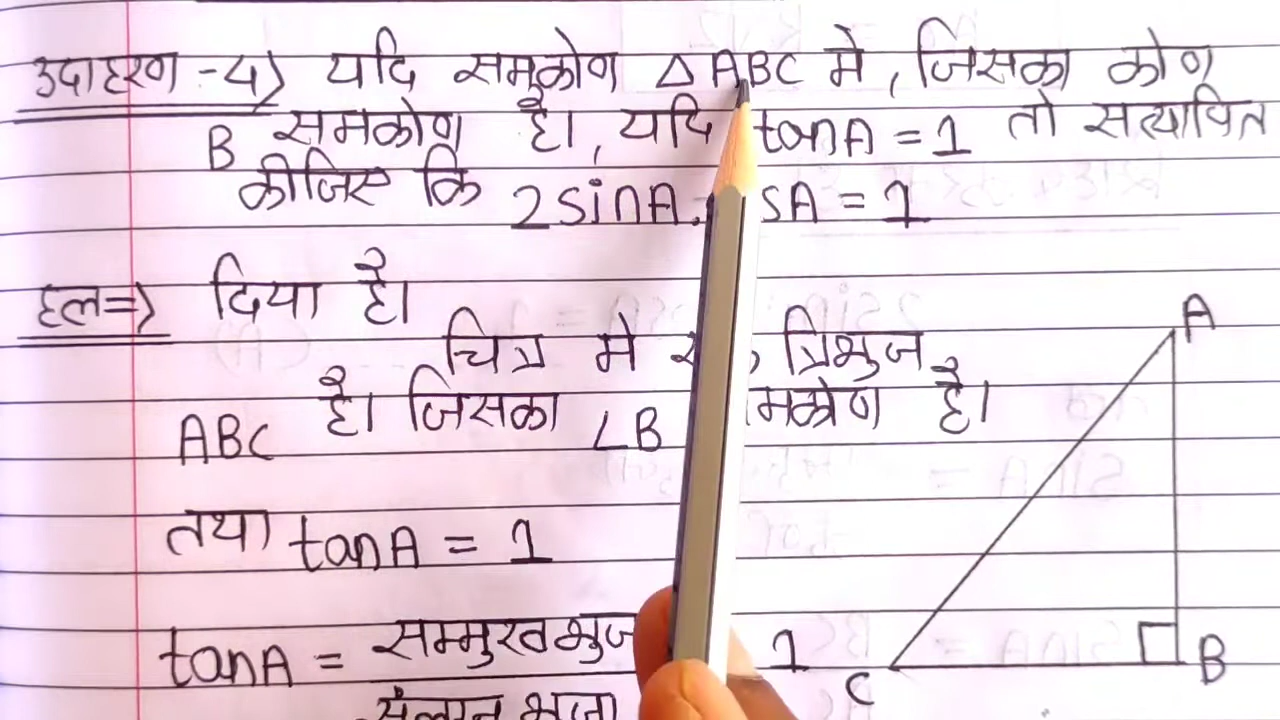 उदाहरण -4) यदि समकोण △ABC मे, जिसका कोण
B समकोण है।, यदि tanA = 1 तो सत्यापित
कीजिए कि 2sinA. SA = 1
हल=> दिया है।
चित्र मे त्रिभुज
ABC है। जिसका ∠B मकोण है।
तथा tanA = 1
tanA = सम्मुख भुज 1
संलग्न भुजा
A
B
C